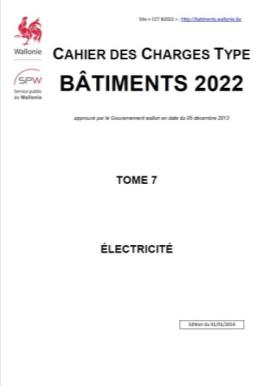 Site « CCT B2022 » : http://batiments.wallonie.be
Wallonie
SPW
Service public
de Wallonie
CAHIER DES CHARGES TYPE
BÂTIMENTS 2022
approuvé par le Gouvernement wallon en date du 05 décembre 2013
TOME 7
ÉLECTRICITÉ
Edition du 01/01/2014